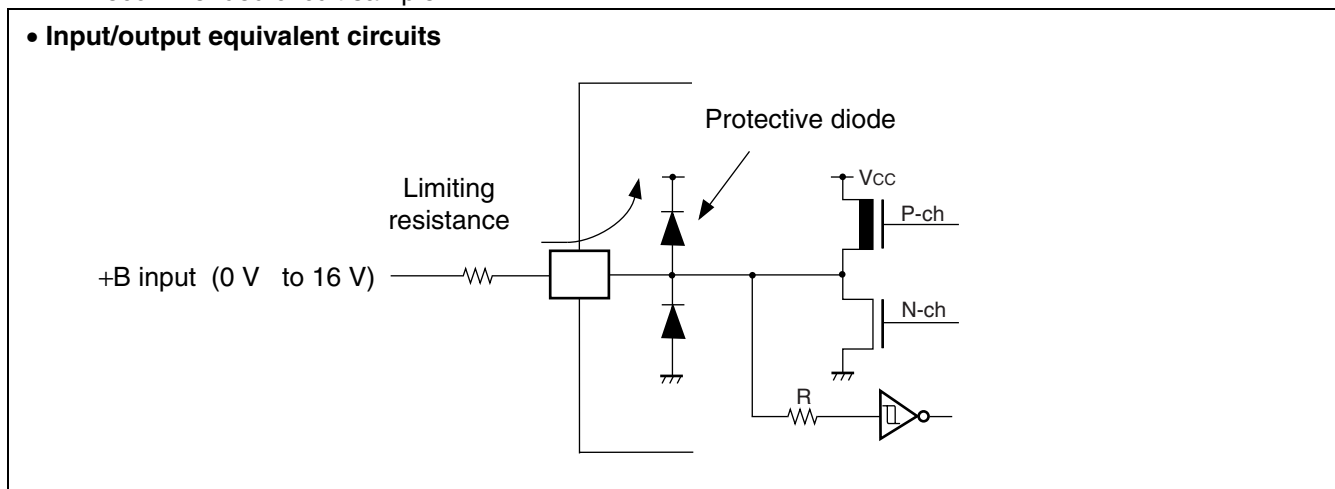 • Input/output equivalent circuits
Protective diode
Limiting
resistance
VCC
P-ch
+B input (0 V to 16 V)
N-ch
R